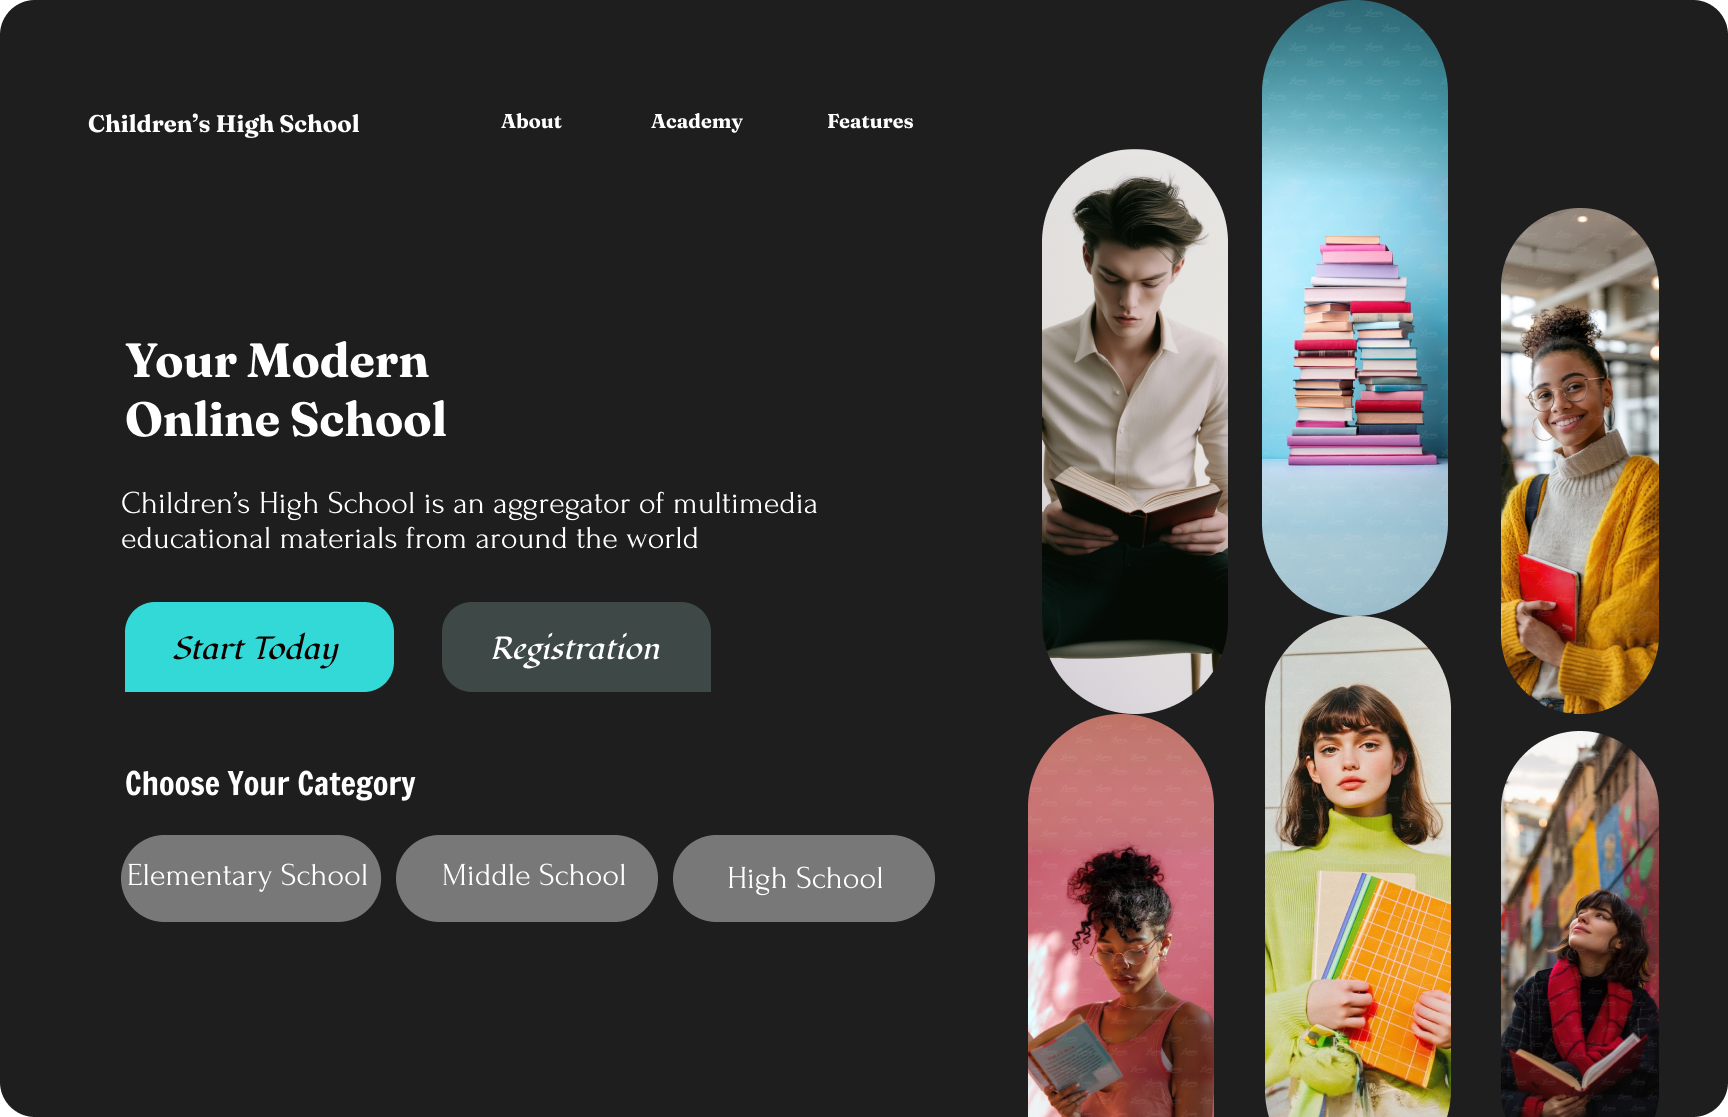 Children’s High School
About
Academy
Features
Your Modern
Online School
Children’s High School is an aggregator of multimedia
educational materials from around the world
Start Today
Registration
Choose Your Category
Elementary School
Middle School
High School